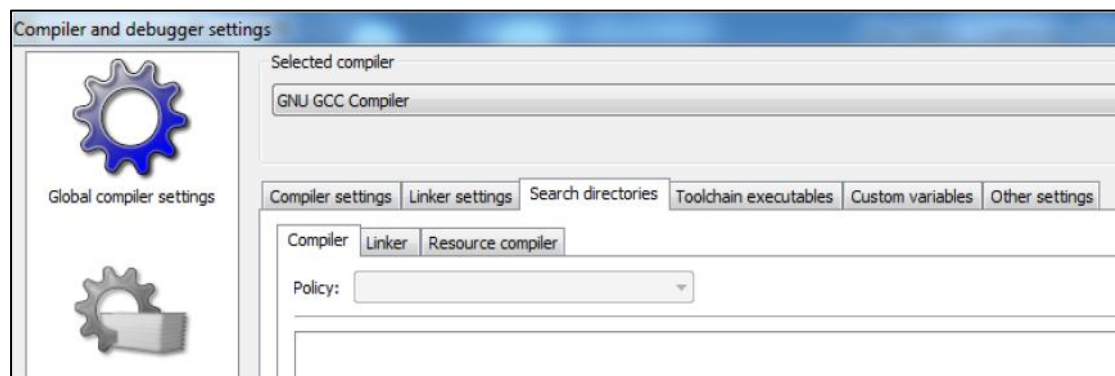 Compiler and debugger settings
Selected compiler
GNU GCC Compiler
Global compiler settings
Compiler settings Linker settings Search directories Toolchain executables Custom variables Other settings
Compiler Linker Resource compiler
Policy: